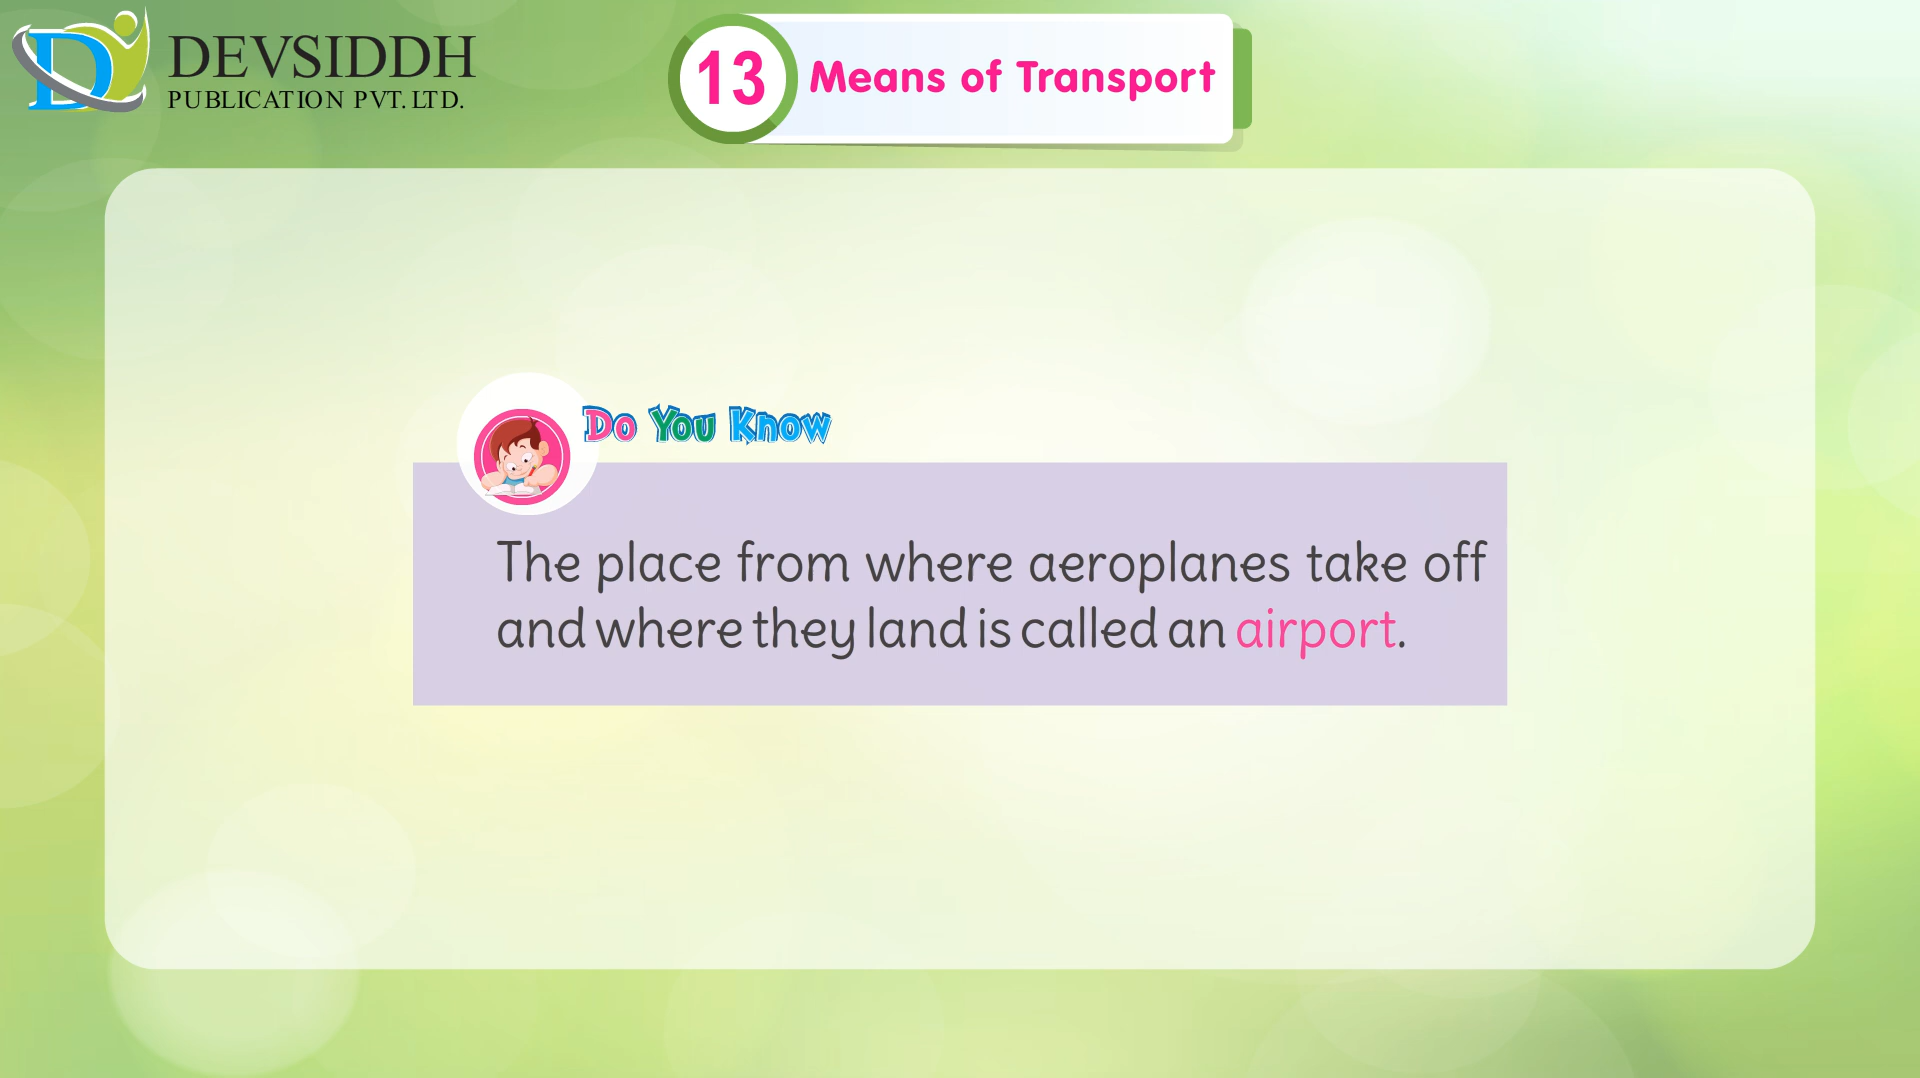 DEVSIDDH
PUBLICATION PVT. LTD.
13 Means of Transport
Do You Know
The place from where aeroplanes take off
and where they land is called an airport.